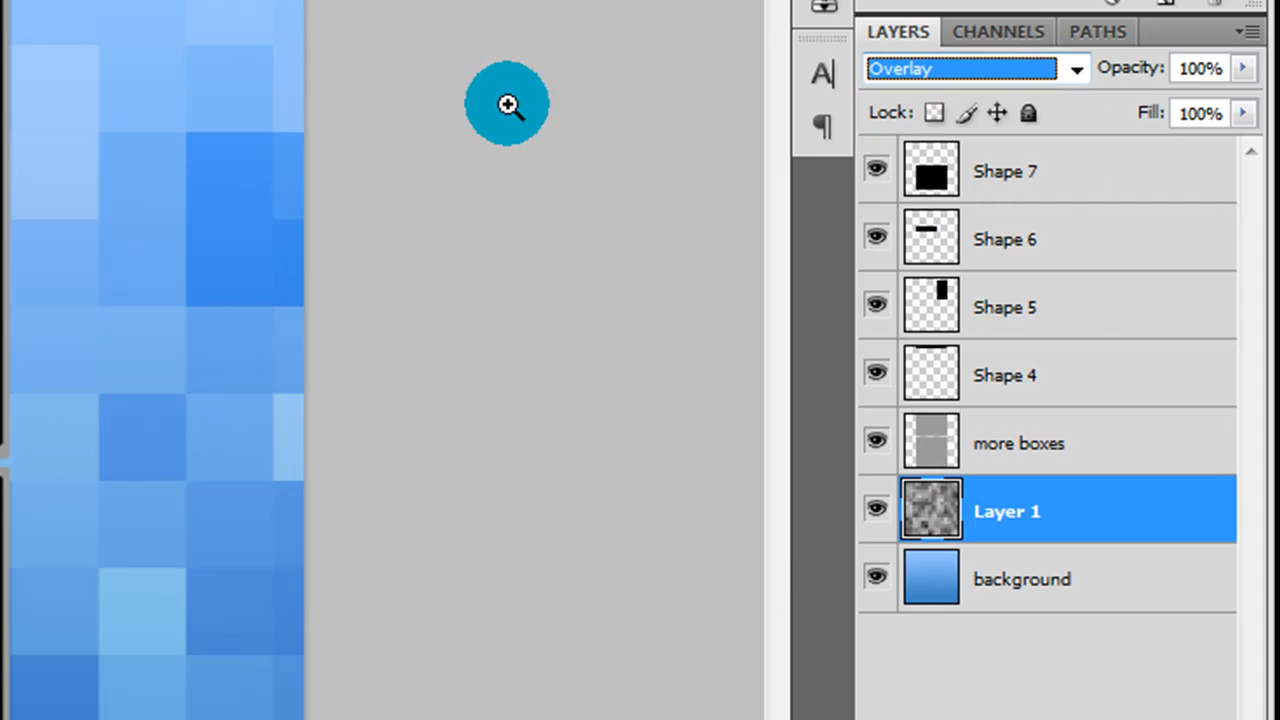 LAYERS CHANNELS PATHS
Overlay Opacity: 100%
Lock: Fill: 100%
A
¶
Shape 7
Shape 6
Shape 5
Shape 4
more boxes
Layer 1
background